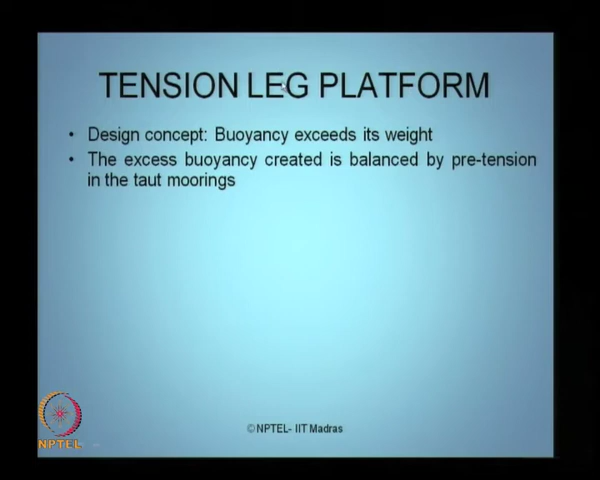 TENSION LEG PLATFORM
• Design concept: Buoyancy exceeds its weight
• The excess buoyancy created is balanced by pre-tension
in the taut moorings
NPTEL
© NPTEL- IIT Madras